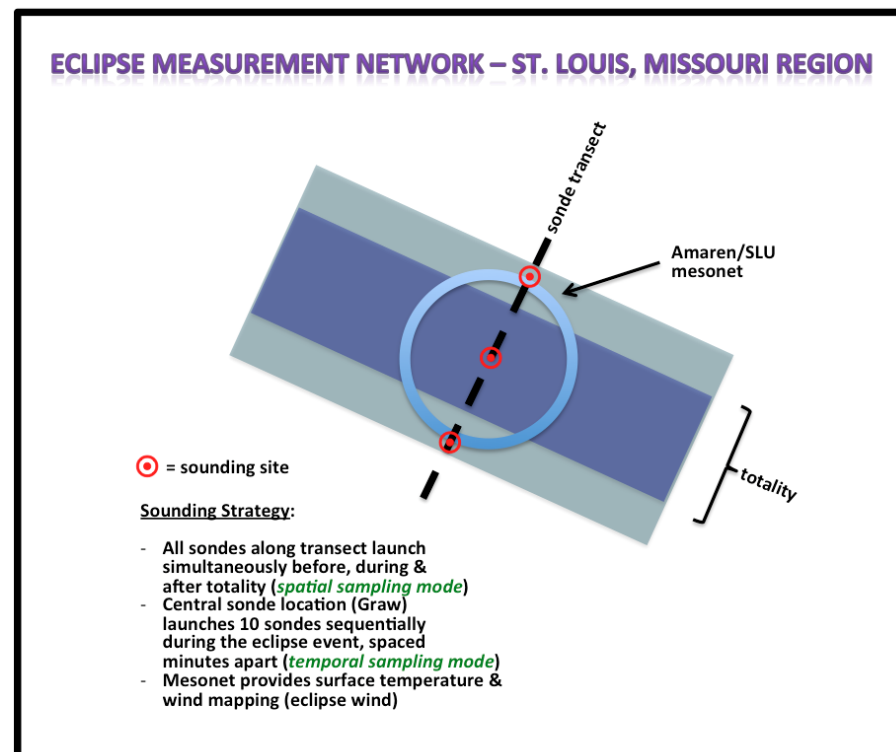 ECLIPSE MEASUREMENT NETWORK – ST. LOUIS, MISSOURI REGION
sonde transect
Amaren/SLU
mesonet
totality
= sounding site
Sounding Strategy:
- All sondes along transect launch
simultaneously before, during &
after totality (spatial sampling mode)
- Central sonde location (Graw)
launches 10 sondes sequentially
during the eclipse event, spaced
minutes apart (temporal sampling mode)
- Mesonet provides surface temperature &
wind mapping (eclipse wind)